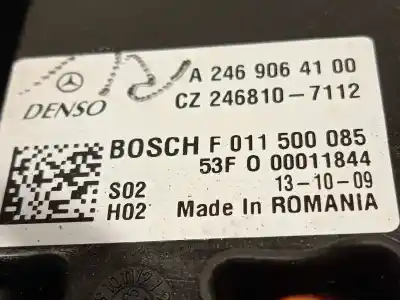 A 246 906 41 00
DENSO
CZ 246810-7112
BOSCH F 011 500 085
53F O 00011844
S02
13-10-09
H02
Made In ROMANIA